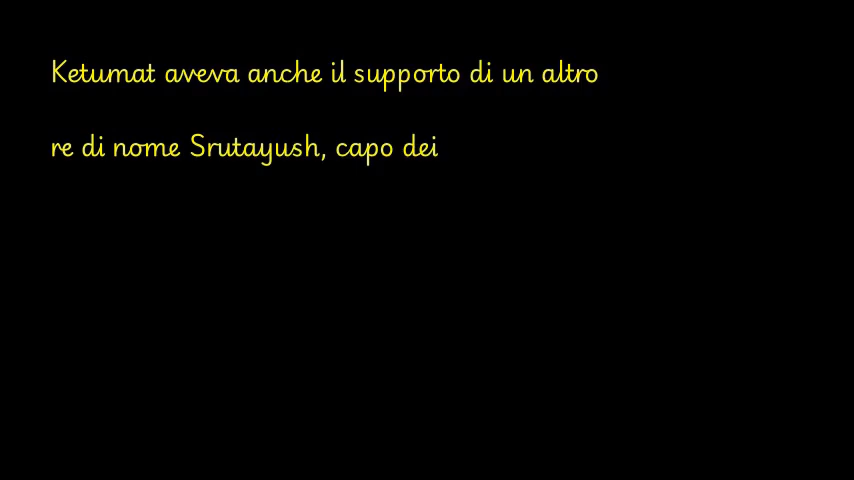 Ketumat aveva anche il supporto di un altro
re di nome Srutayush, capo dei